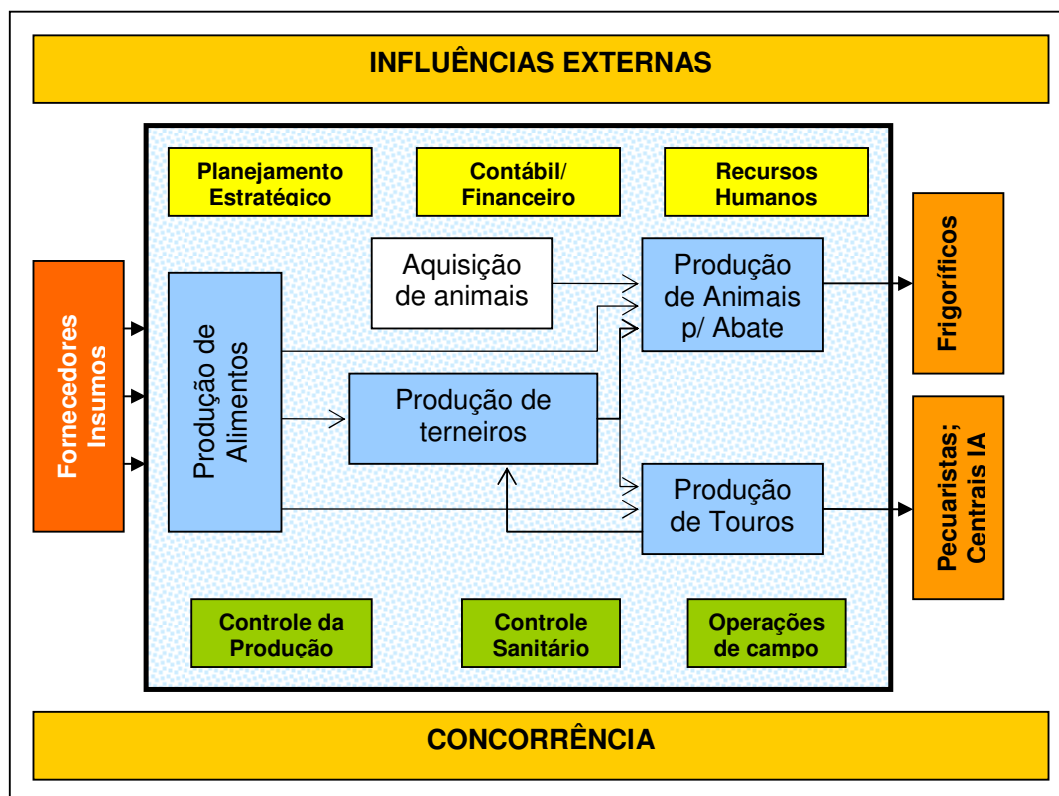 INFLUÊNCIAS EXTERNAS
Planejamento
Estratégico
Contábil/
Financeiro
Recursos
Humanos
Fornecedores
Insumos
Produção de
Alimentos
Aquisição
de animais
Produção
de Animais
p/ Abate
Frigoríficos
Produção de
terneiros
Produção
de Touros
Pecuaristas;
Centrais IA
Controle da
Produção
Controle
Sanitário
Operações
de campo
CONCORRÊNCIA